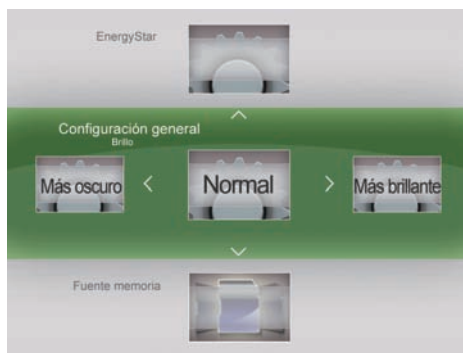 EnergyStar
Configuración general
Brillo
Más oscuro
Normal
Más brillante
Fuente memoria